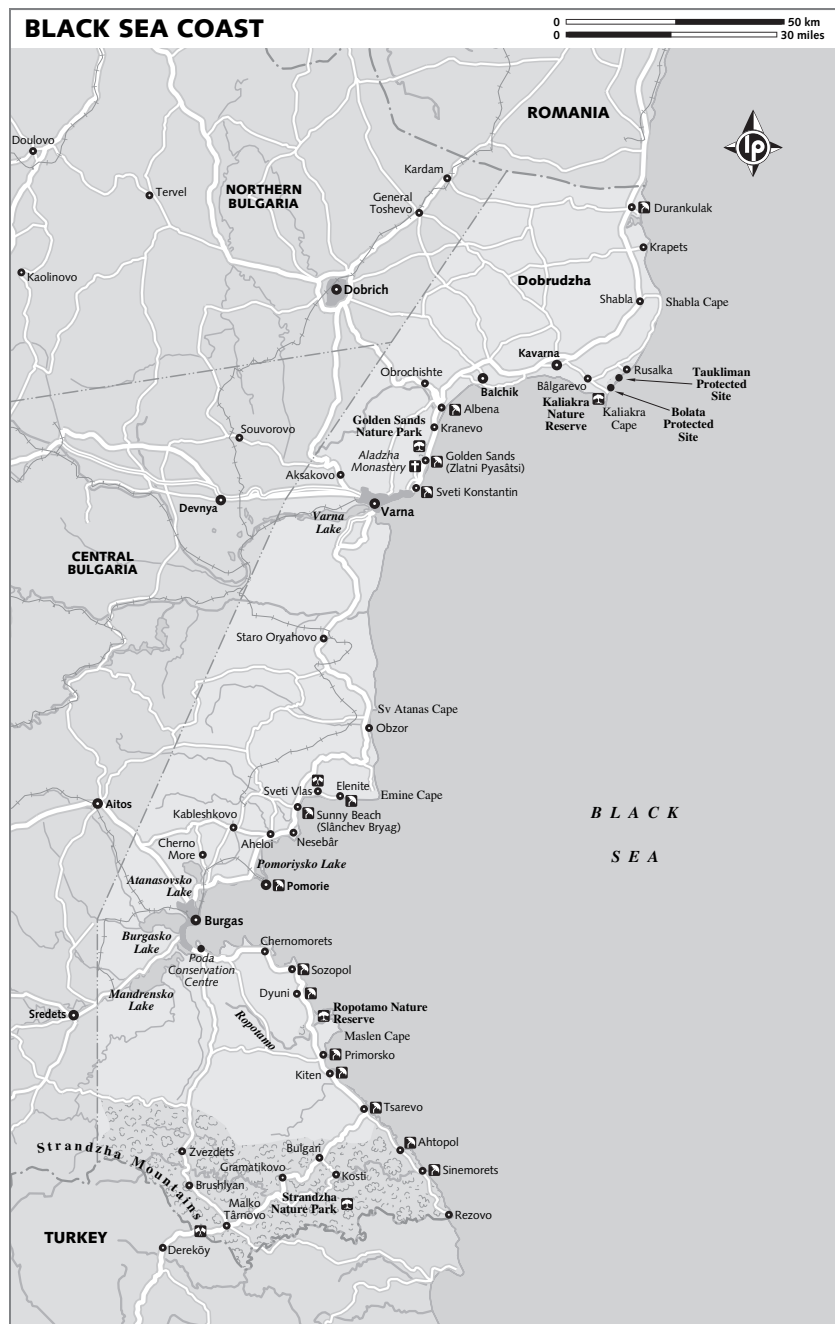 BLACK SEA COAST
0 50 km
0 30 miles
ROMANIA
lp
Doulovo
Kardam
Tervel
NORTHERN
BULGARIA
General
Toshevo
Durankulak
Krapets
Kaolinovo
Dobrich
Dobrudzha
Shabla
Shabla Cape
Kavarna
Obrochishte
Balchik
Bâlgarevo
Rusalka
Taukliman
Protected
Site
Kaliakra
Nature
Reserve
Kaliakra
Cape
Bolata
Protected
Site
Albena
Golden Sands
Nature Park
Kranevo
Souvorovo
Aladzha
Monastery
Golden Sands
(Zlatni Pyasâtsi)
Aksakovo
Sveti Konstantin
Devnya
Varna
Varna
Lake
CENTRAL
BULGARIA
Staro Oryahovo
Sv Atanas Cape
Obzor
Sveti Vlas
Elenite
Emine Cape
Aitos
Sunny Beach
(Slânchev Bryag)
BLACK
SEA
Kableshkovo
Aheloi
Nesebâr
Cherno
More
Pomoriysko Lake
Atanasovsko
Lake
Pomorie
Burgas
Burgasko
Lake
Poda
Conservation
Centre
Chernomorets
Sozopol
Mandrensko
Lake
Dyuni
Sredets
Ropotamo
Ropotamo Nature
Reserve
Maslen Cape
Primorsko
Kiten
Tsarevo
Ahtopol
Strandzha Mountains
Zvezdets
Bulgari
Gramatikovo
Kosti
Sinemorets
Brushlyan
Strandzha
Nature Park
Malko
Târnovo
Rezovo
TURKEY
Dereköy